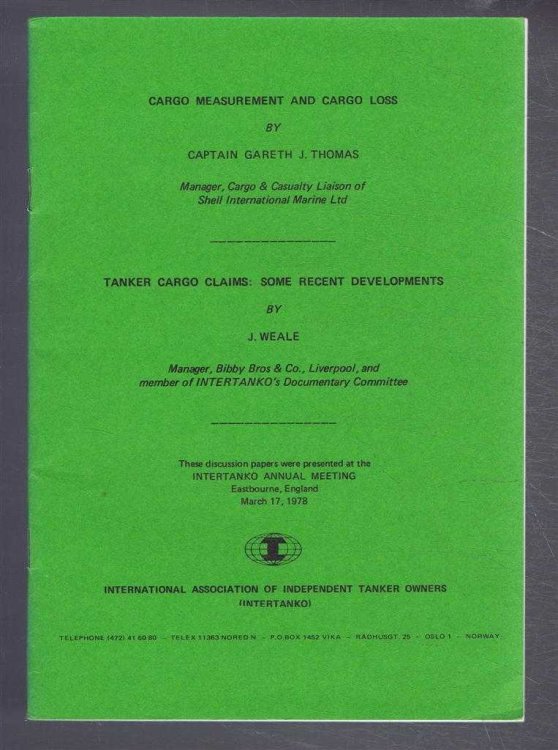 CARGO MEASUREMENT AND CARGO LOSS
BY
CAPTAIN GARETH J. THOMAS
Manager, Cargo & Casualty Liaison of
Shell International Marine Ltd
TANKER CARGO CLAIMS: SOME RECENT DEVELOPMENTS
BY
J. WEALE
Manager, Bibby Bros & Co., Liverpool, and
member of INTERTANKO's Documentary Committee
These discussion papers were presented at the
INTERTANKO ANNUAL MEETING
Eastbourne, England
March 17, 1978
I
INTERNATIONAL ASSOCIATION OF INDEPENDENT TANKER OWNERS
(INTERTANKO)
TELEPHONE (472) 41 60 80 – TELEX 11363 NORED N – P.O.BOX 1452 VIKA – RÅDHUSGT. 25 – OSLO 1 – NORWAY